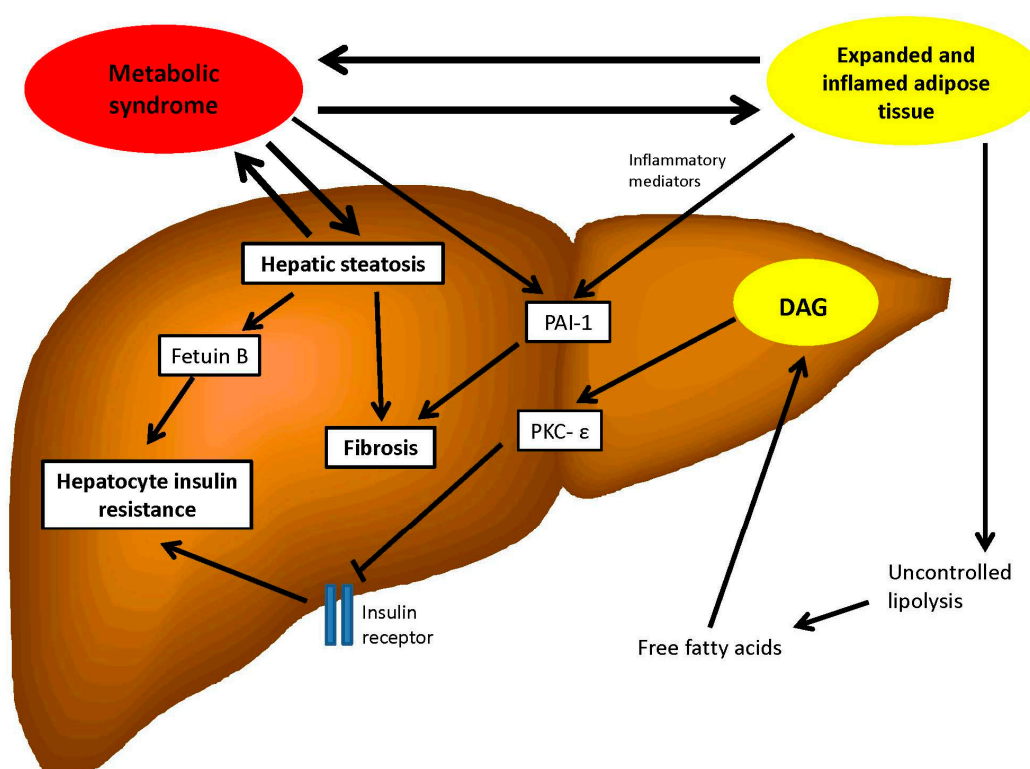 Metabolic
syndrome
Expanded and
inflamed adipose
tissue
Inflammatory
mediators
Hepatic steatosis
DAG
PAI-1
Fetuin B
PKC- ε
Fibrosis
Hepatocyte insulin
resistance
Uncontrolled
lipolysis
Insulin
receptor
Free fatty acids